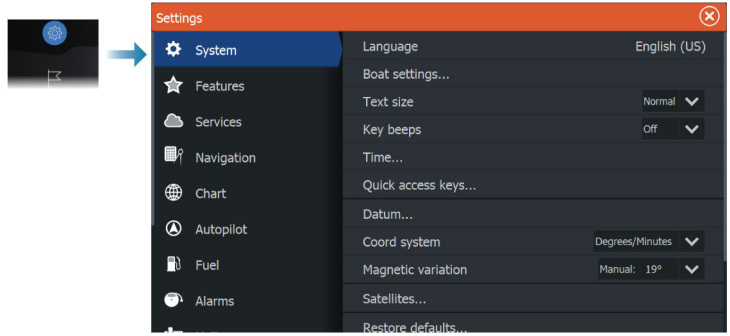 Settings
System
Features
Services
Navigation
Chart
Autopilot
Fuel
Alarms
Language English (US)
Boat settings...
Text size Normal
Key beeps Off
Time...
Quick access keys...
Datum...
Coord system Degrees/Minutes
Magnetic variation Manual: 19°
Satellites...
Restore defaults...